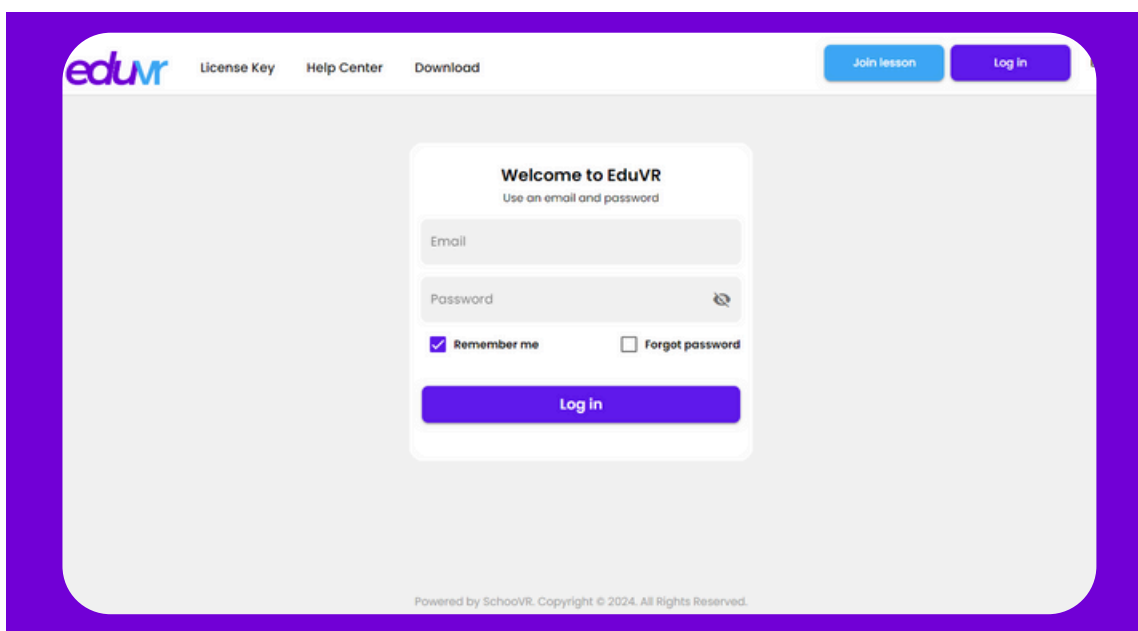 eduvr License Key Help Center Download Join lesson Log in
Welcome to EduVR
Use an email and password
Email
Password
Remember me Forgot password
Log in
Powered by SchooVR. Copyright © 2024. All Rights Reserved.